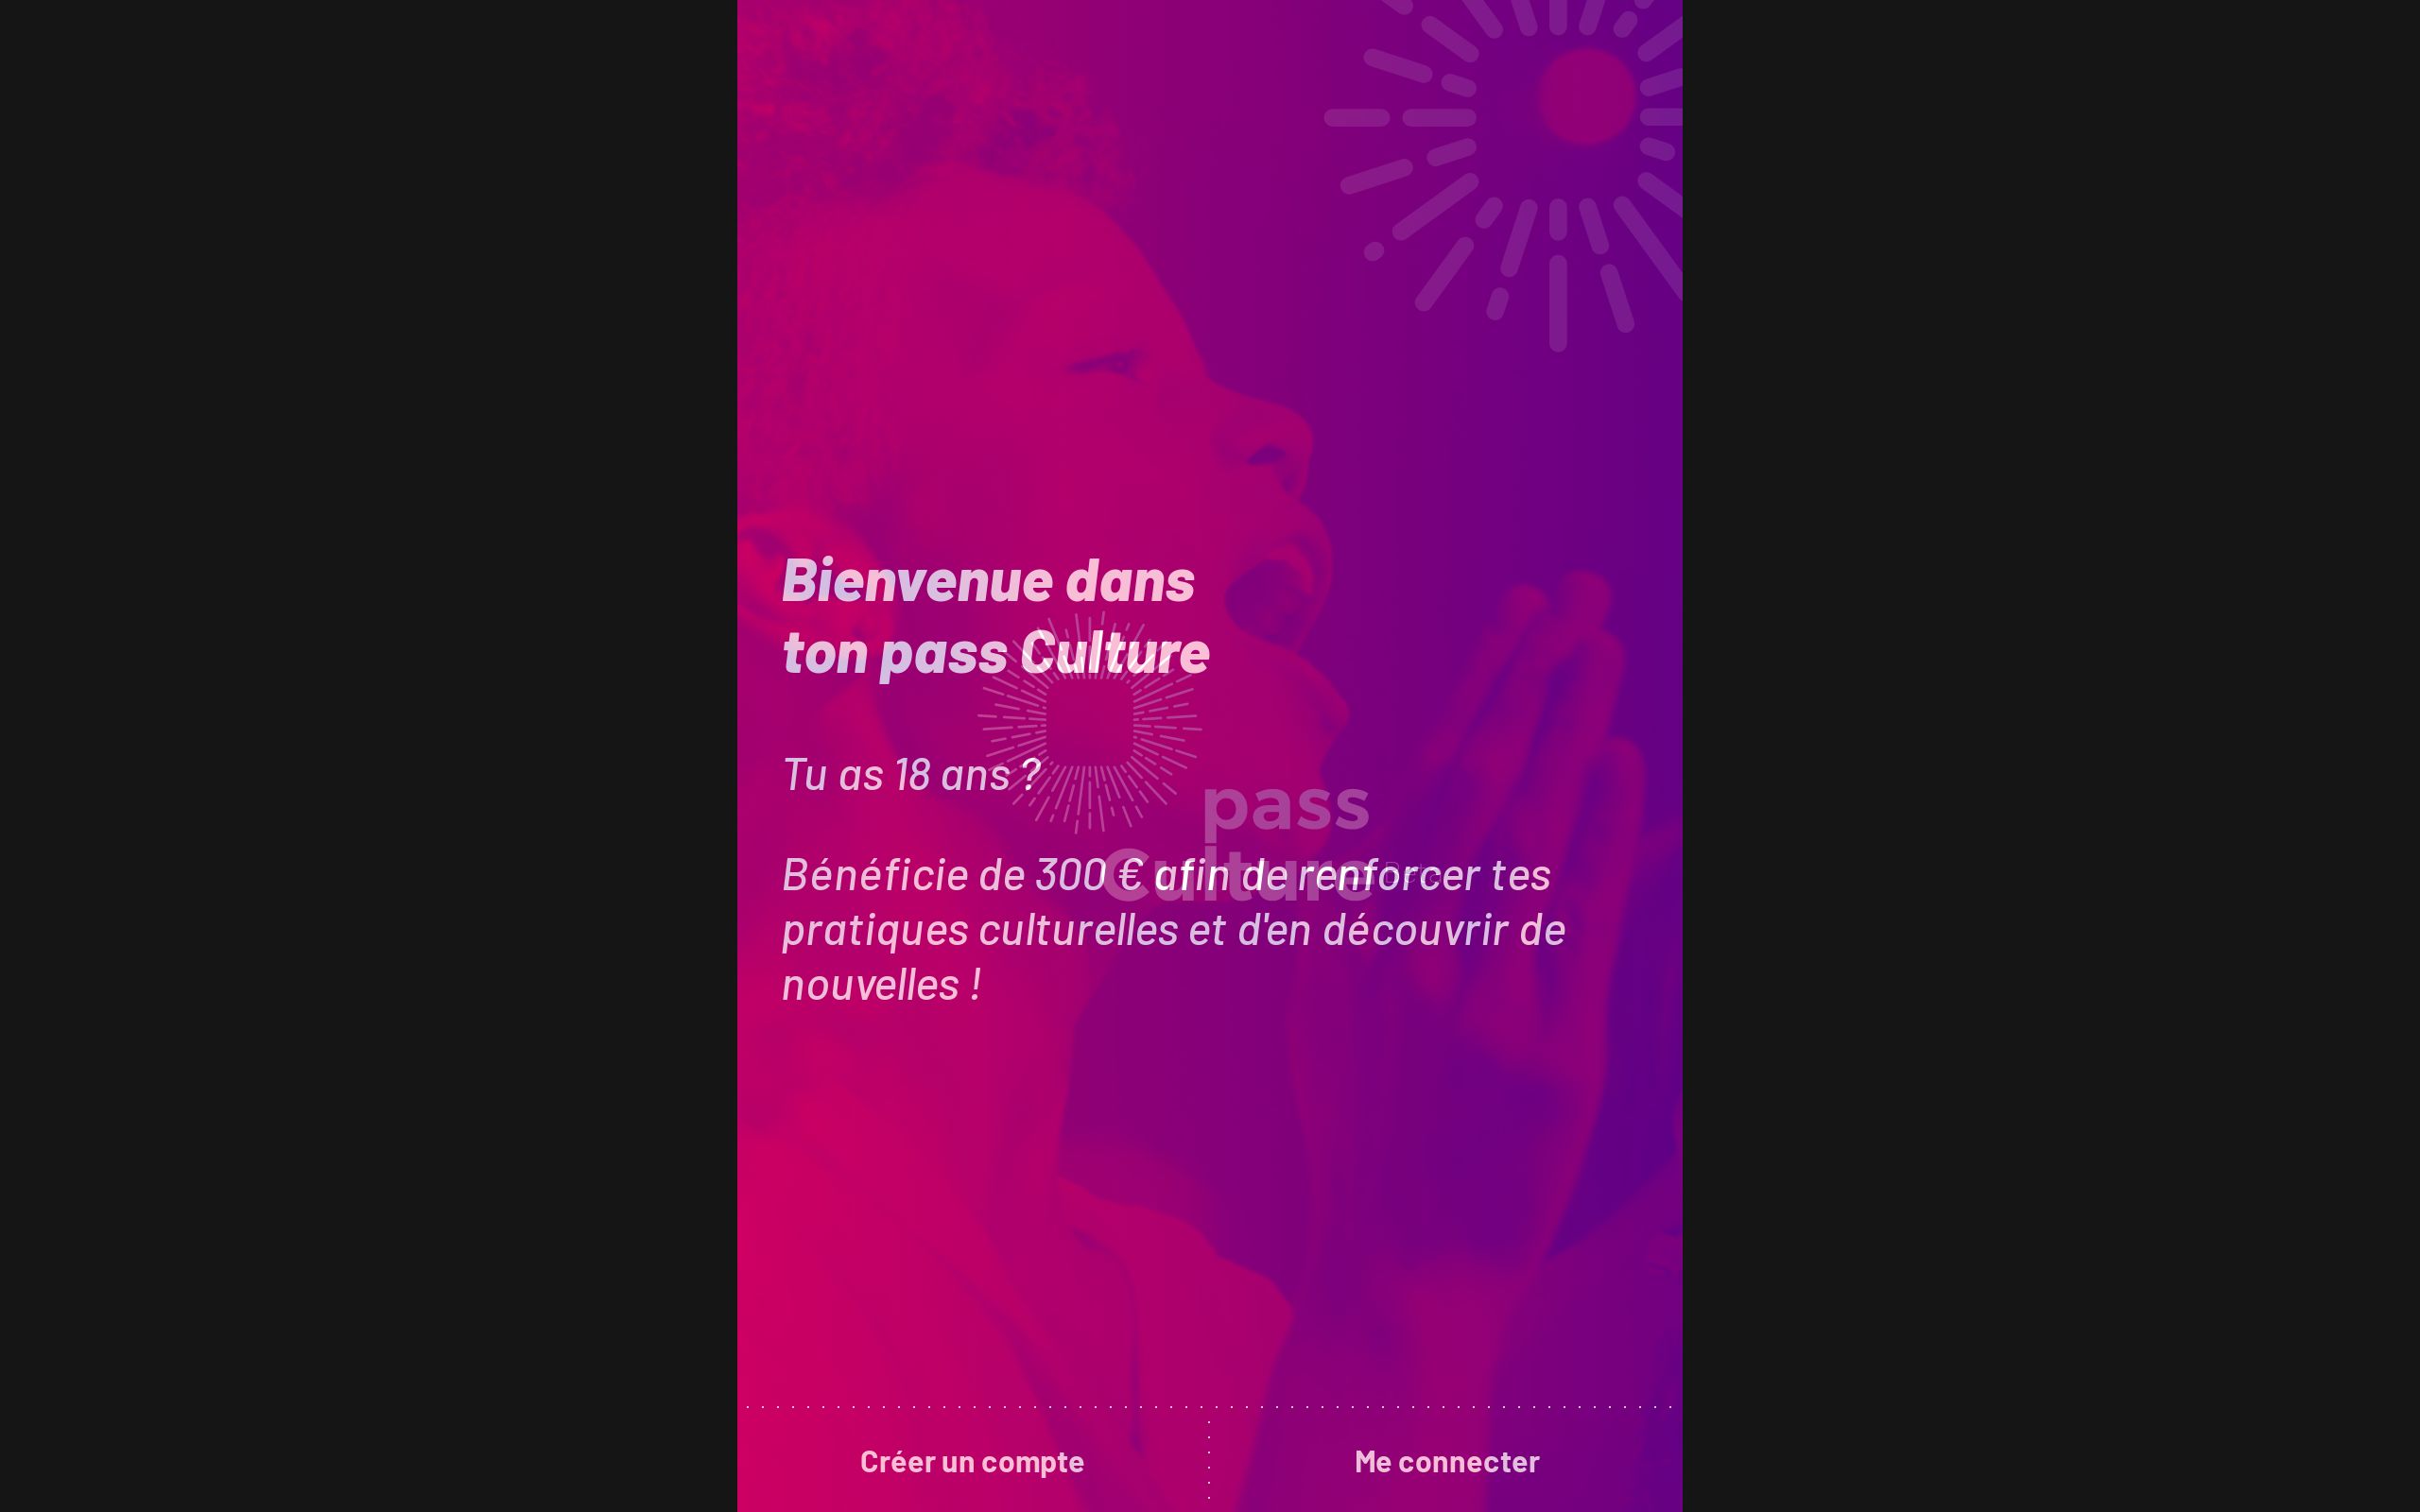 Bienvenue dans
ton pass Culture
Tu as 18 ans ?
pass
Culture Beta
Bénéficie de 300 € afin de renforcer tes
pratiques culturelles et d'en découvrir de
nouvelles !
Créer un compte
Me connecter